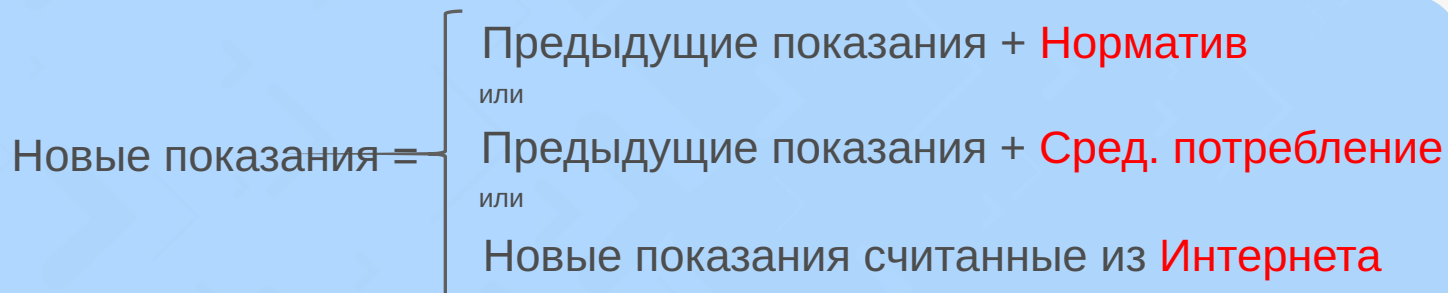 Предыдущие показания + Норматив
или
Новые показания = Предыдущие показания + Сред. потребление
или
Новые показания считанные из Интернета